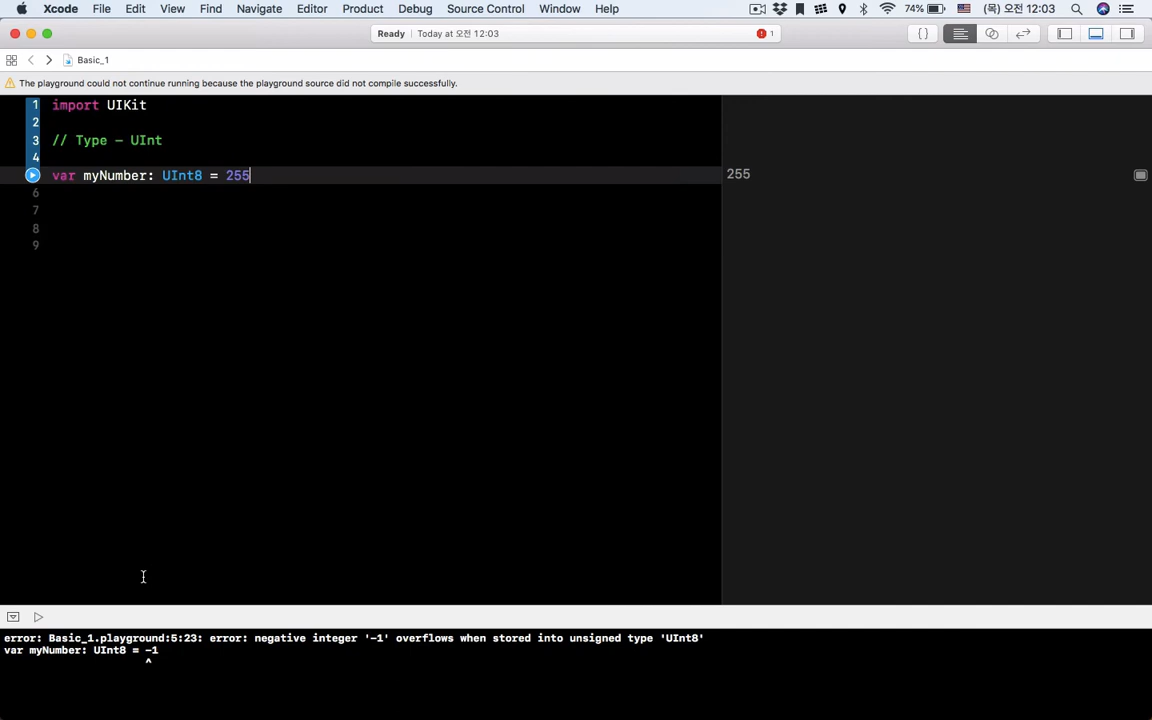 Xcode File Edit View Find Navigate Editor Product Debug Source Control Window Help 74% (목) 오전 12:03
Ready Today at 오전 12:03 1
Basic_1
The playground could not continue running because the playground source did not compile successfully.
1 import UIKit
2
3 // Type - UInt
4
var myNumber: UInt8 = 255 255
6
7
8
9
error: Basic_1.playground:5:23: error: negative integer '-1' overflows when stored into unsigned type 'UInt8'
var myNumber: UInt8 = -1
^